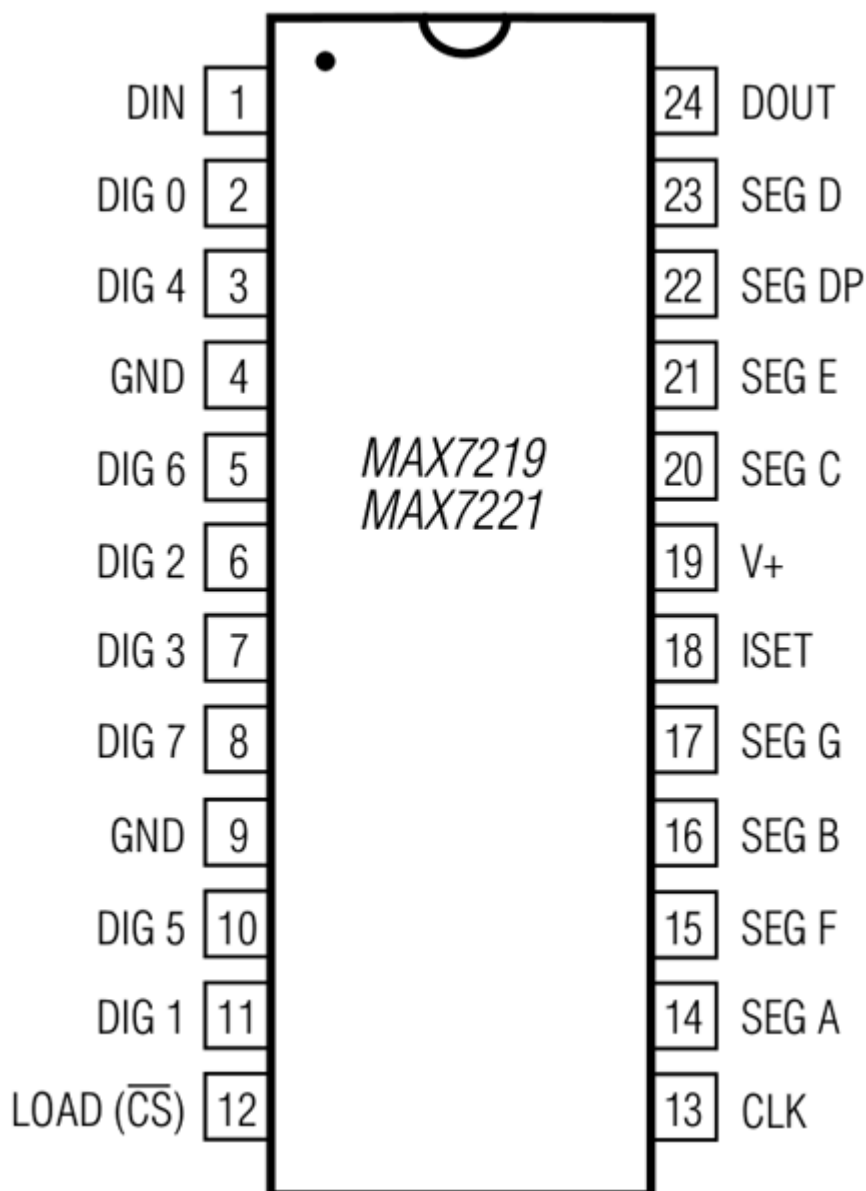 DIN 1 24 DOUT
DIG 0 2 23 SEG D
DIG 4 3 22 SEG DP
GND 4 21 SEG E
DIG 6 5 MAX7219 20 SEG C
MAX7221
DIG 2 6 19 V+
DIG 3 7 18 ISET
DIG 7 8 17 SEG G
GND 9 16 SEG B
DIG 5 10 15 SEG F
DIG 1 11 14 SEG A
LOAD (C̅S̅) 12 13 CLK